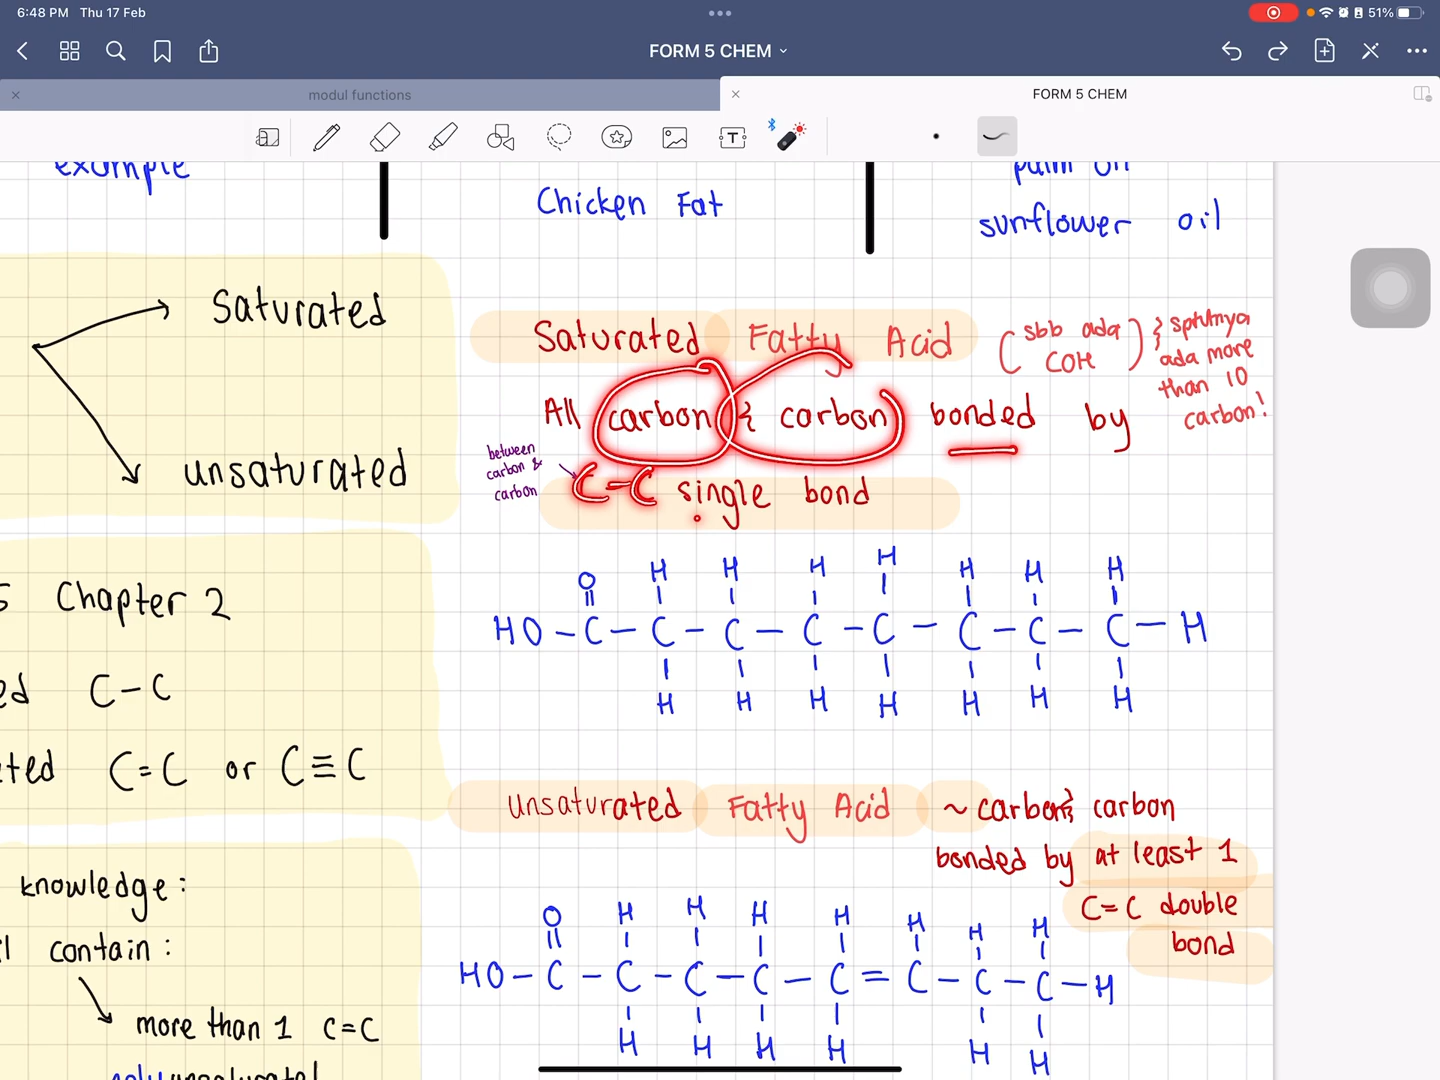 6:48 PM Thu 17 Feb
51%
FORM 5 CHEM
modul functions
FORM 5 CHEM
example
Chicken Fat
palm oil
sunflower oil
Saturated
unsaturated
Saturated Fatty Acid (sbb ada COH) } sptutnya ada more than 10 carbon!
All carbon & carbon bonded by
between carbon & carbon
C-C single bond
O H H H H H H H
HO - C - C - C - C - C - C - C - C - H
H H H H H H H
Chapter 2
C - C
C = C or C ≡ C
Unsaturated Fatty Acid ~ carbon & carbon
bonded by at least 1
C = C double
bond
knowledge :
contain :
more than 1 C=C
O H H H H H H H
HO - C - C - C - C - C = C - C - C - H
H H H H H H